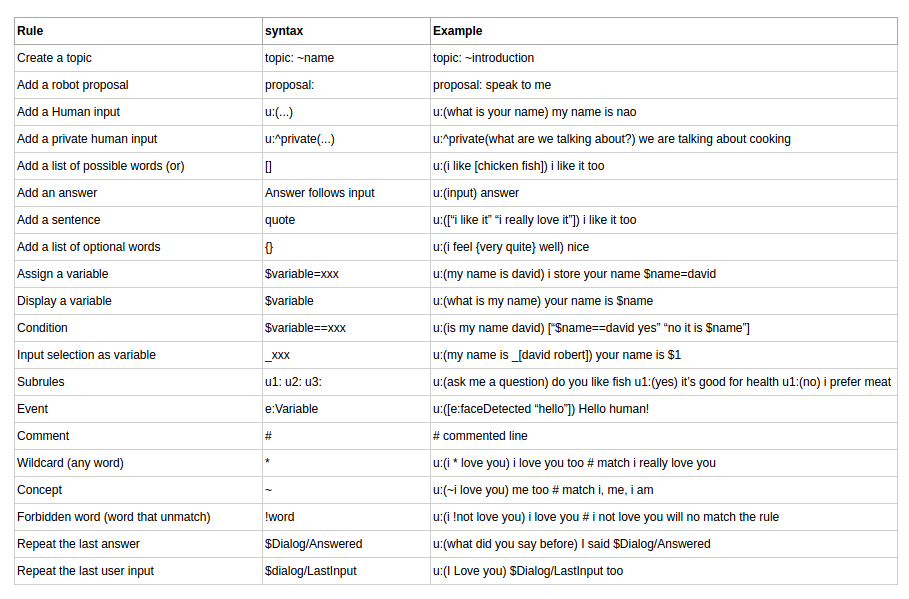 Rule syntax Example
Create a topic topic: ~name topic: ~introduction
Add a robot proposal proposal: proposal: speak to me
Add a Human input u:(...) u:(what is your name) my name is nao
Add a private human input u:^private(...) u:^private(what are we talking about?) we are talking about cooking
Add a list of possible words (or) [] u:(i like [chicken fish]) i like it too
Add an answer Answer follows input u:(input) answer
Add a sentence quote u:([“i like it” “i really love it”]) i like it too
Add a list of optional words {} u:(i feel {very quite} well) nice
Assign a variable $variable=xxx u:(my name is david) i store your name $name=david
Display a variable $variable u:(what is my name) your name is $name
Condition $variable==xxx u:(is my name david) [“$name==david yes” “no it is $name”]
Input selection as variable _xxx u:(my name is _[david robert]) your name is $1
Subrules u1: u2: u3: u:(ask me a question) do you like fish u1:(yes) it’s good for health u1:(no) i prefer meat
Event e:Variable u:([e:faceDetected “hello”]) Hello human!
Comment # # commented line
Wildcard (any word) * u:(i * love you) i love you too # match i really love you
Concept ~ u:(~i love you) me too # match i, me, i am
Forbidden word (word that unmatch) !word u:(i !not love you) i love you # i not love you will no match the rule
Repeat the last answer $Dialog/Answered u:(what did you say before) I said $Dialog/Answered
Repeat the last user input $dialog/LastInput u:(I Love you) $Dialog/LastInput too